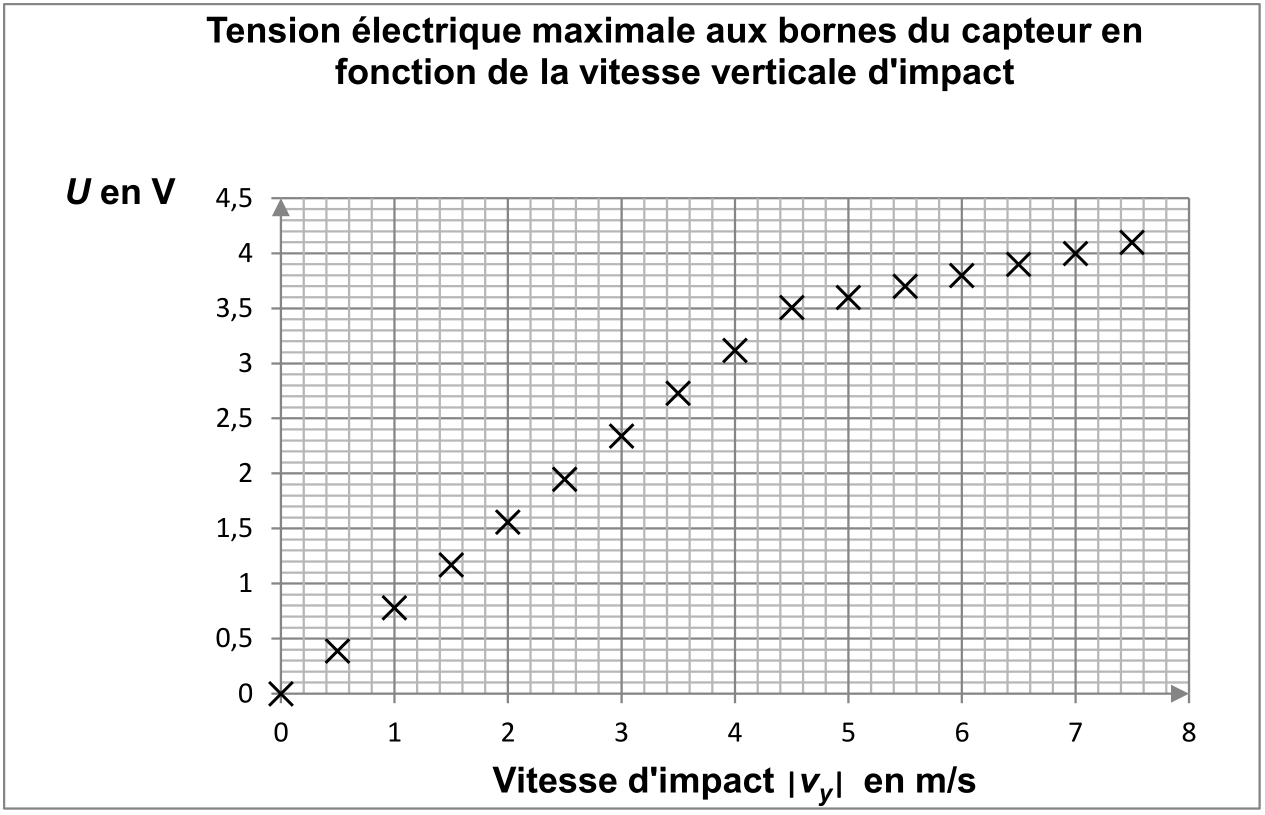 Tension électrique maximale aux bornes du capteur en
fonction de la vitesse verticale d'impact
U en V
4,5
4
3,5
3
2,5
2
1,5
1
0,5
0
0 1 2 3 4 5 6 7 8
Vitesse d'impact |vy| en m/s